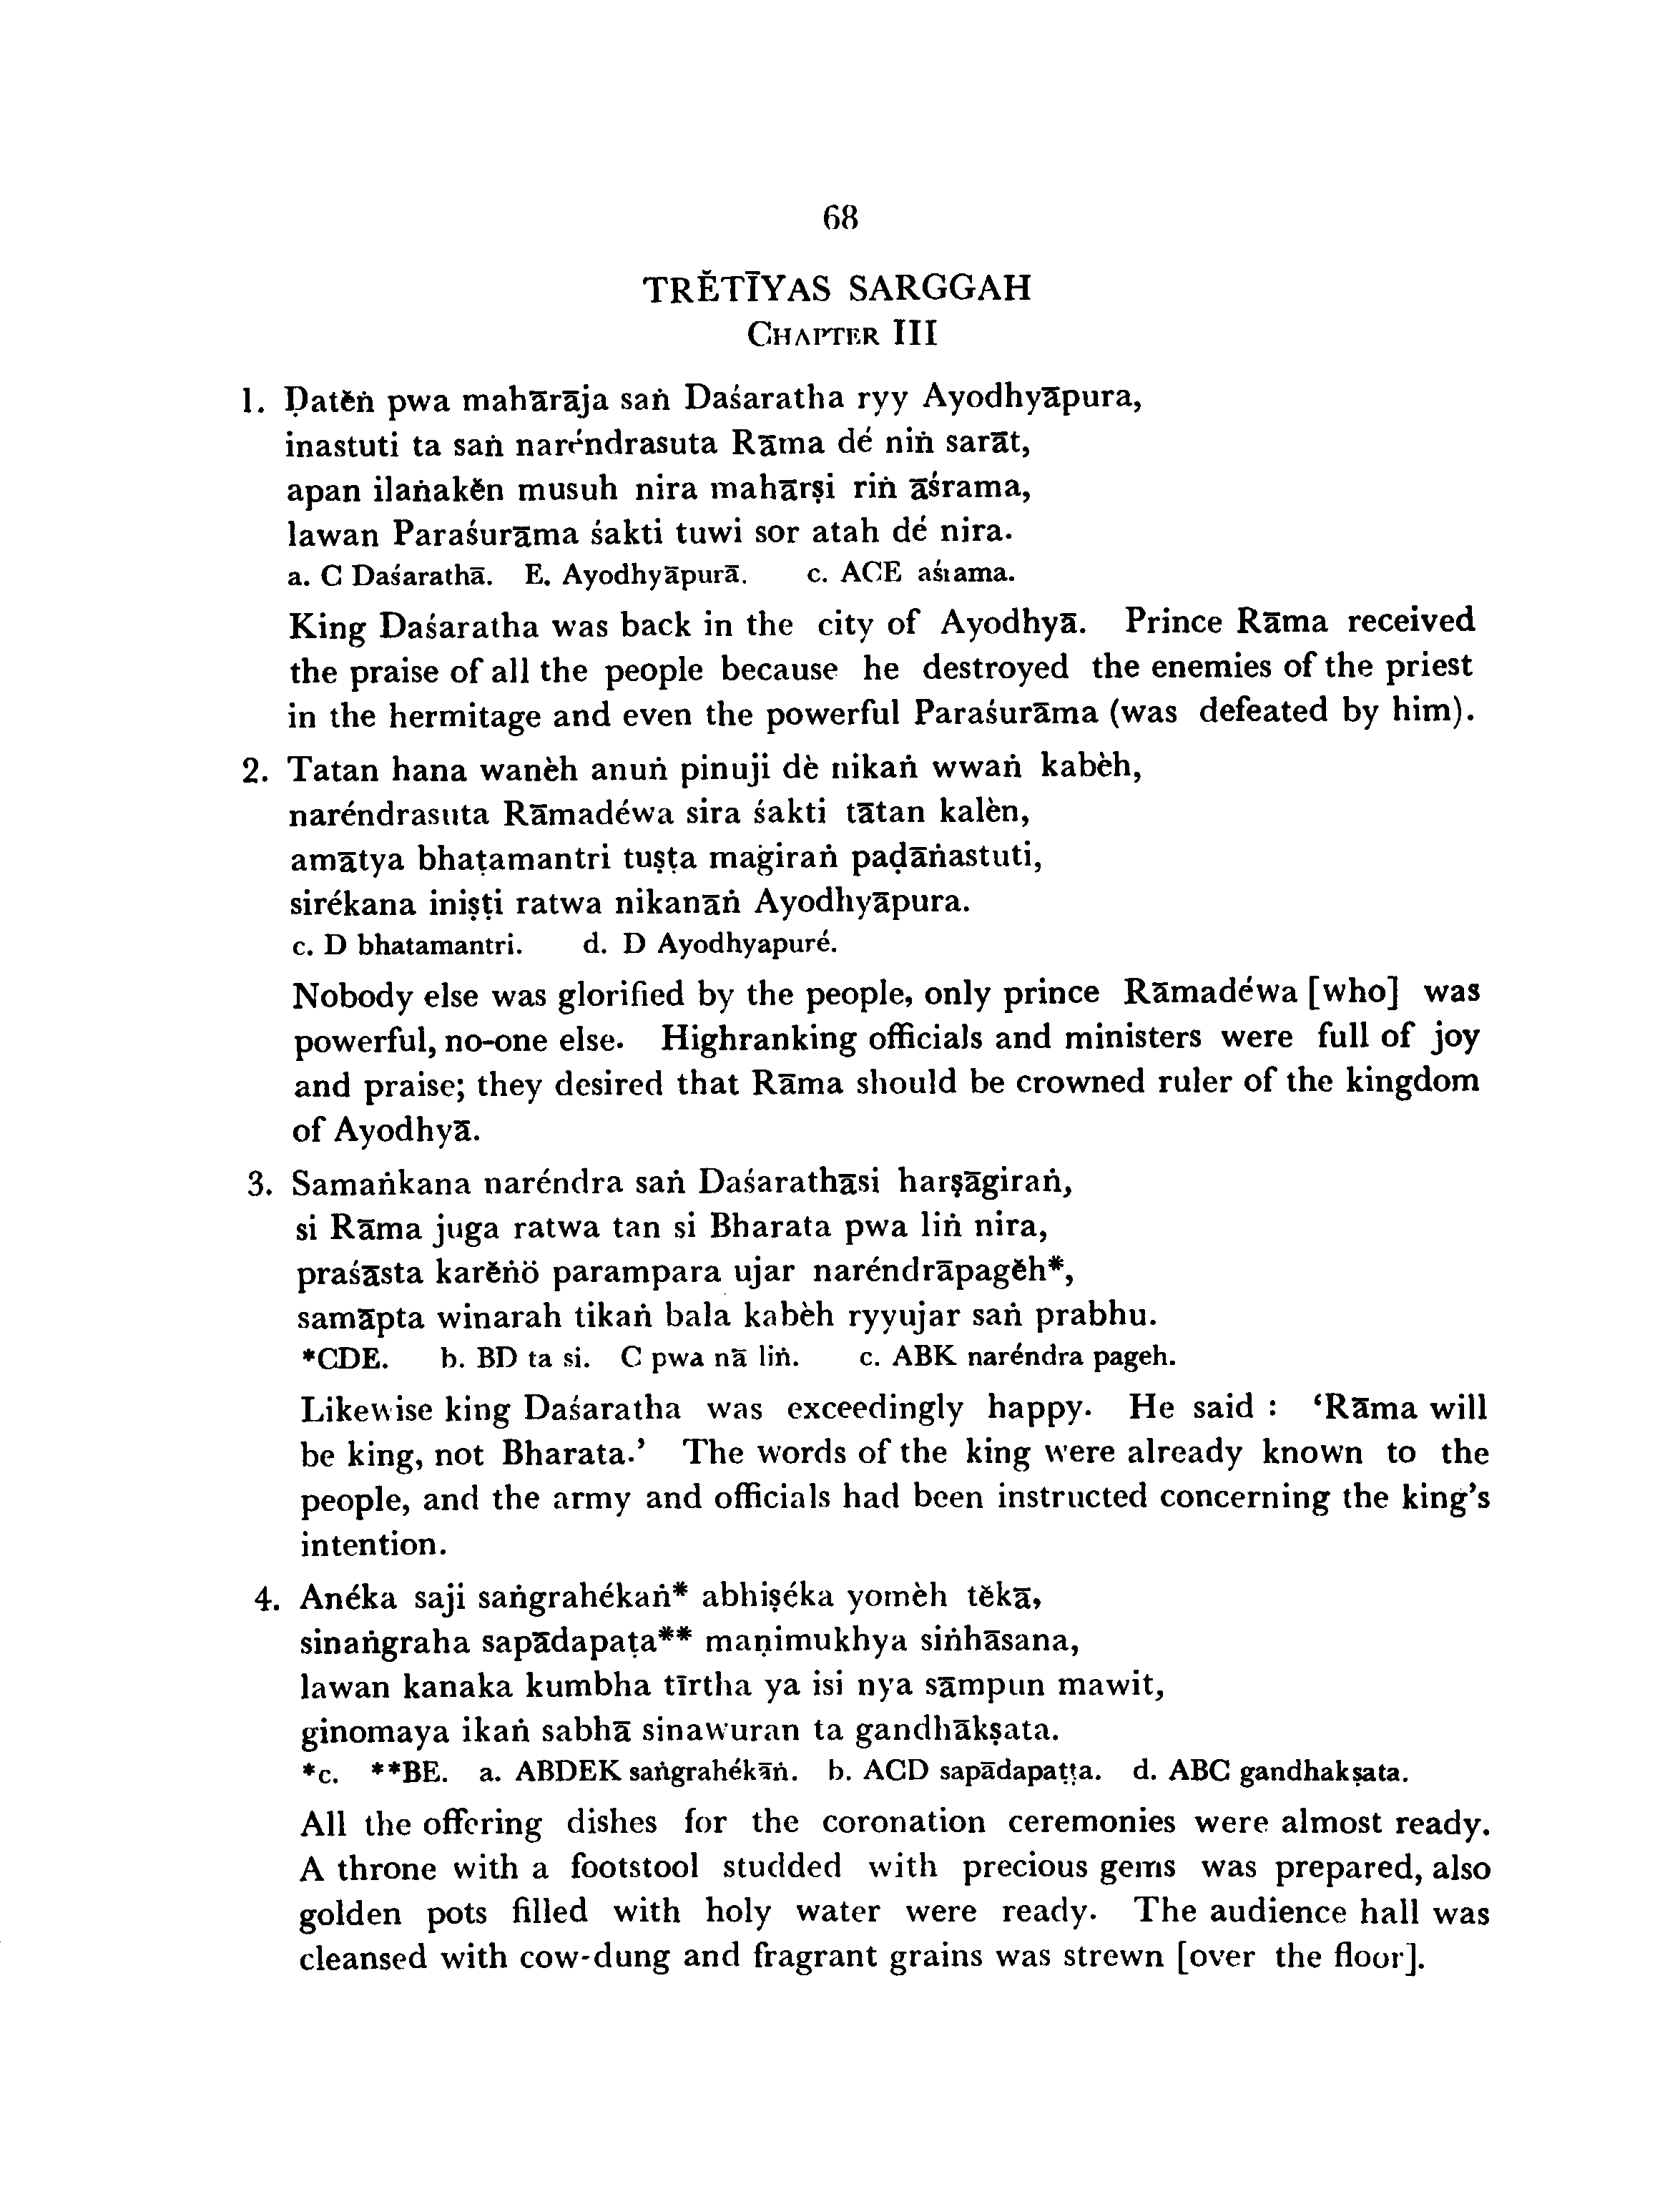 68
TRĔTĪYAS SARGGAH
CHAPTER III
1. Ḍatĕṅ pwa mahārāja saṅ Daśaratha ryy Ayodhyāpura,
inastuti ta saṅ naréndrasuta Rāma dé niṅ sarāt,
apan ilaṅakĕn musuh nira mahārṣi riṅ āśrama,
lawan Paraśurāma śakti tuwi sor atah dé nira.
a. C Daśarathā. E. Ayodhyāpurā. c. ACE aśrama.
King Daśaratha was back in the city of Ayodhyā. Prince Rāma received
the praise of all the people because he destroyed the enemies of the priest
in the hermitage and even the powerful Paraśurāma (was defeated by him).
2. Tatan hana wanèh anuṅ pinuji dè nikaṅ wwaṅ kabèh,
naréndrasuta Rāmadéwa sira śakti tātan kalèn,
amātya bhaṭamantri tuṣṭa maġiraṅ paḍāṅastuti,
sirékana iniṣṭi ratwa nikanāṅ Ayodhyāpura.
c. D bhatamantri. d. D Ayodhyapuré.
Nobody else was glorified by the people, only prince Rāmadéwa [who] was
powerful, no-one else. Highranking officials and ministers were full of joy
and praise; they desired that Rāma should be crowned ruler of the kingdom
of Ayodhyā.
3. Samaṅkana naréndra saṅ Daśarathāsi harṣāgiraṅ,
si Rāma juga ratwa tan si Bharata pwa liṅ nira,
praśāsta karĕṅö parampara ujar naréndrāpagĕh*,
samāpta winarah tikaṅ bala kabèh ryyujar saṅ prabhu.
*CDE. b. BD ta si. C pwa nā liṅ. c. ABK naréndra pageh.
Likewise king Daśaratha was exceedingly happy. He said : ‘Rāma will
be king, not Bharata.’ The words of the king were already known to the
people, and the army and officials had been instructed concerning the king’s
intention.
4. Anéka saji saṅgrahékaṅ* abhiṣéka yomèh tĕkā,
sinaṅgraha sapādapaṭa** maṇimukhya siṅhāsana,
lawan kanaka kumbha tīrtha ya isi nya sāmpun mawit,
ginomaya ikaṅ sabhā sinawuran ta gandhākṣata.
*c. **BE. a. ABDEK saṅgrahékāṅ. b. ACD sapādapaṭṭa. d. ABC gandhakṣata.
All the offering dishes for the coronation ceremonies were almost ready.
A throne with a footstool studded with precious gems was prepared, also
golden pots filled with holy water were ready. The audience hall was
cleansed with cow-dung and fragrant grains was strewn [over the floor].